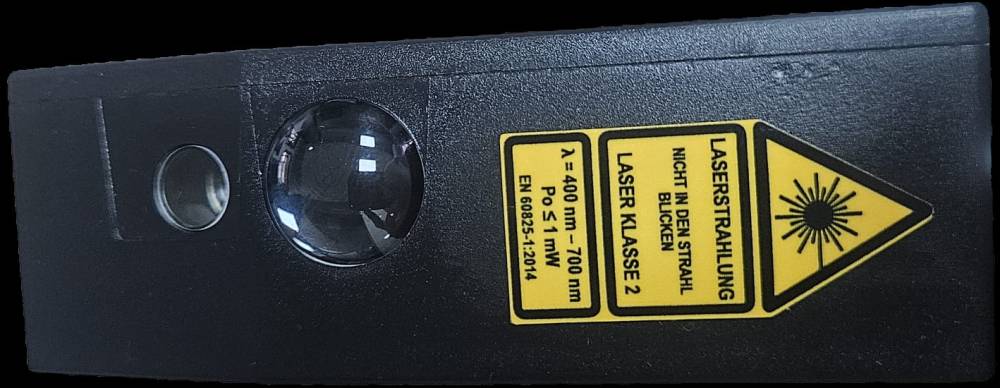 LASERSTRAHLUNG
NICHT IN DEN STRAHL
BLICKEN
LASER KLASSE 2
λ = 400 nm – 700 nm
Po ≤ 1 mW
EN 60825-1:2014